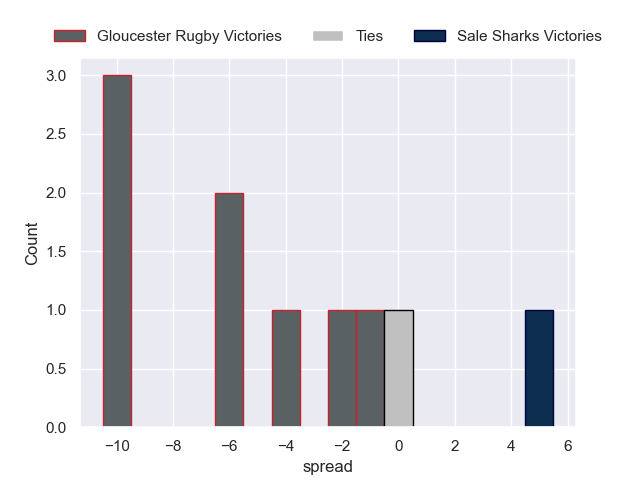 Gloucester Rugby Victories Ties Sale Sharks Victories
3.0
2.5
2.0
1.5
1.0
0.5
0.0
Count
−10 −8 −6 −4 −2 0 2 4 6
spread